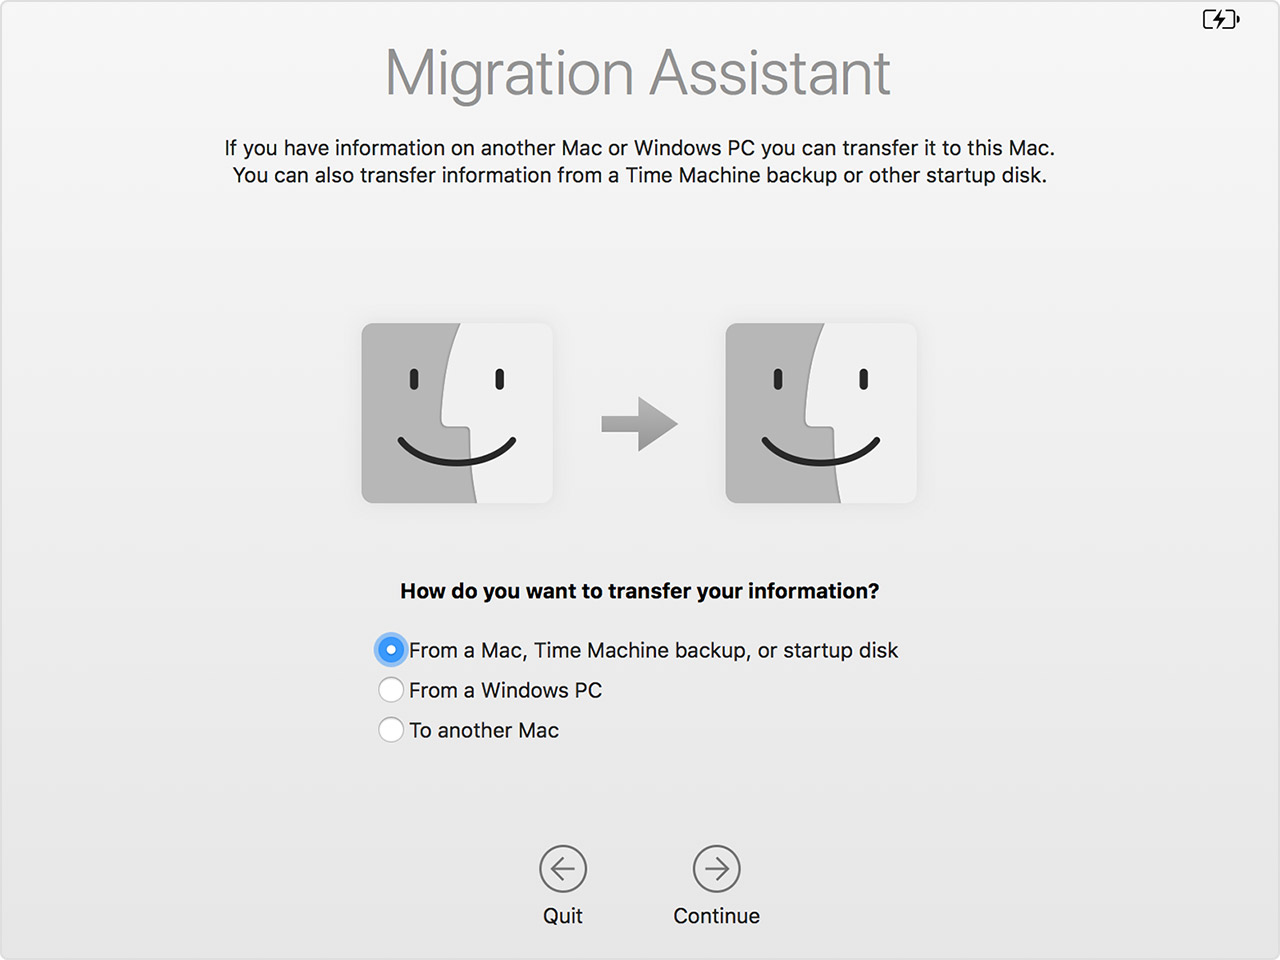 Migration Assistant
If you have information on another Mac or Windows PC you can transfer it to this Mac.
You can also transfer information from a Time Machine backup or other startup disk.
How do you want to transfer your information?
From a Mac, Time Machine backup, or startup disk
From a Windows PC
To another Mac
Quit
Continue